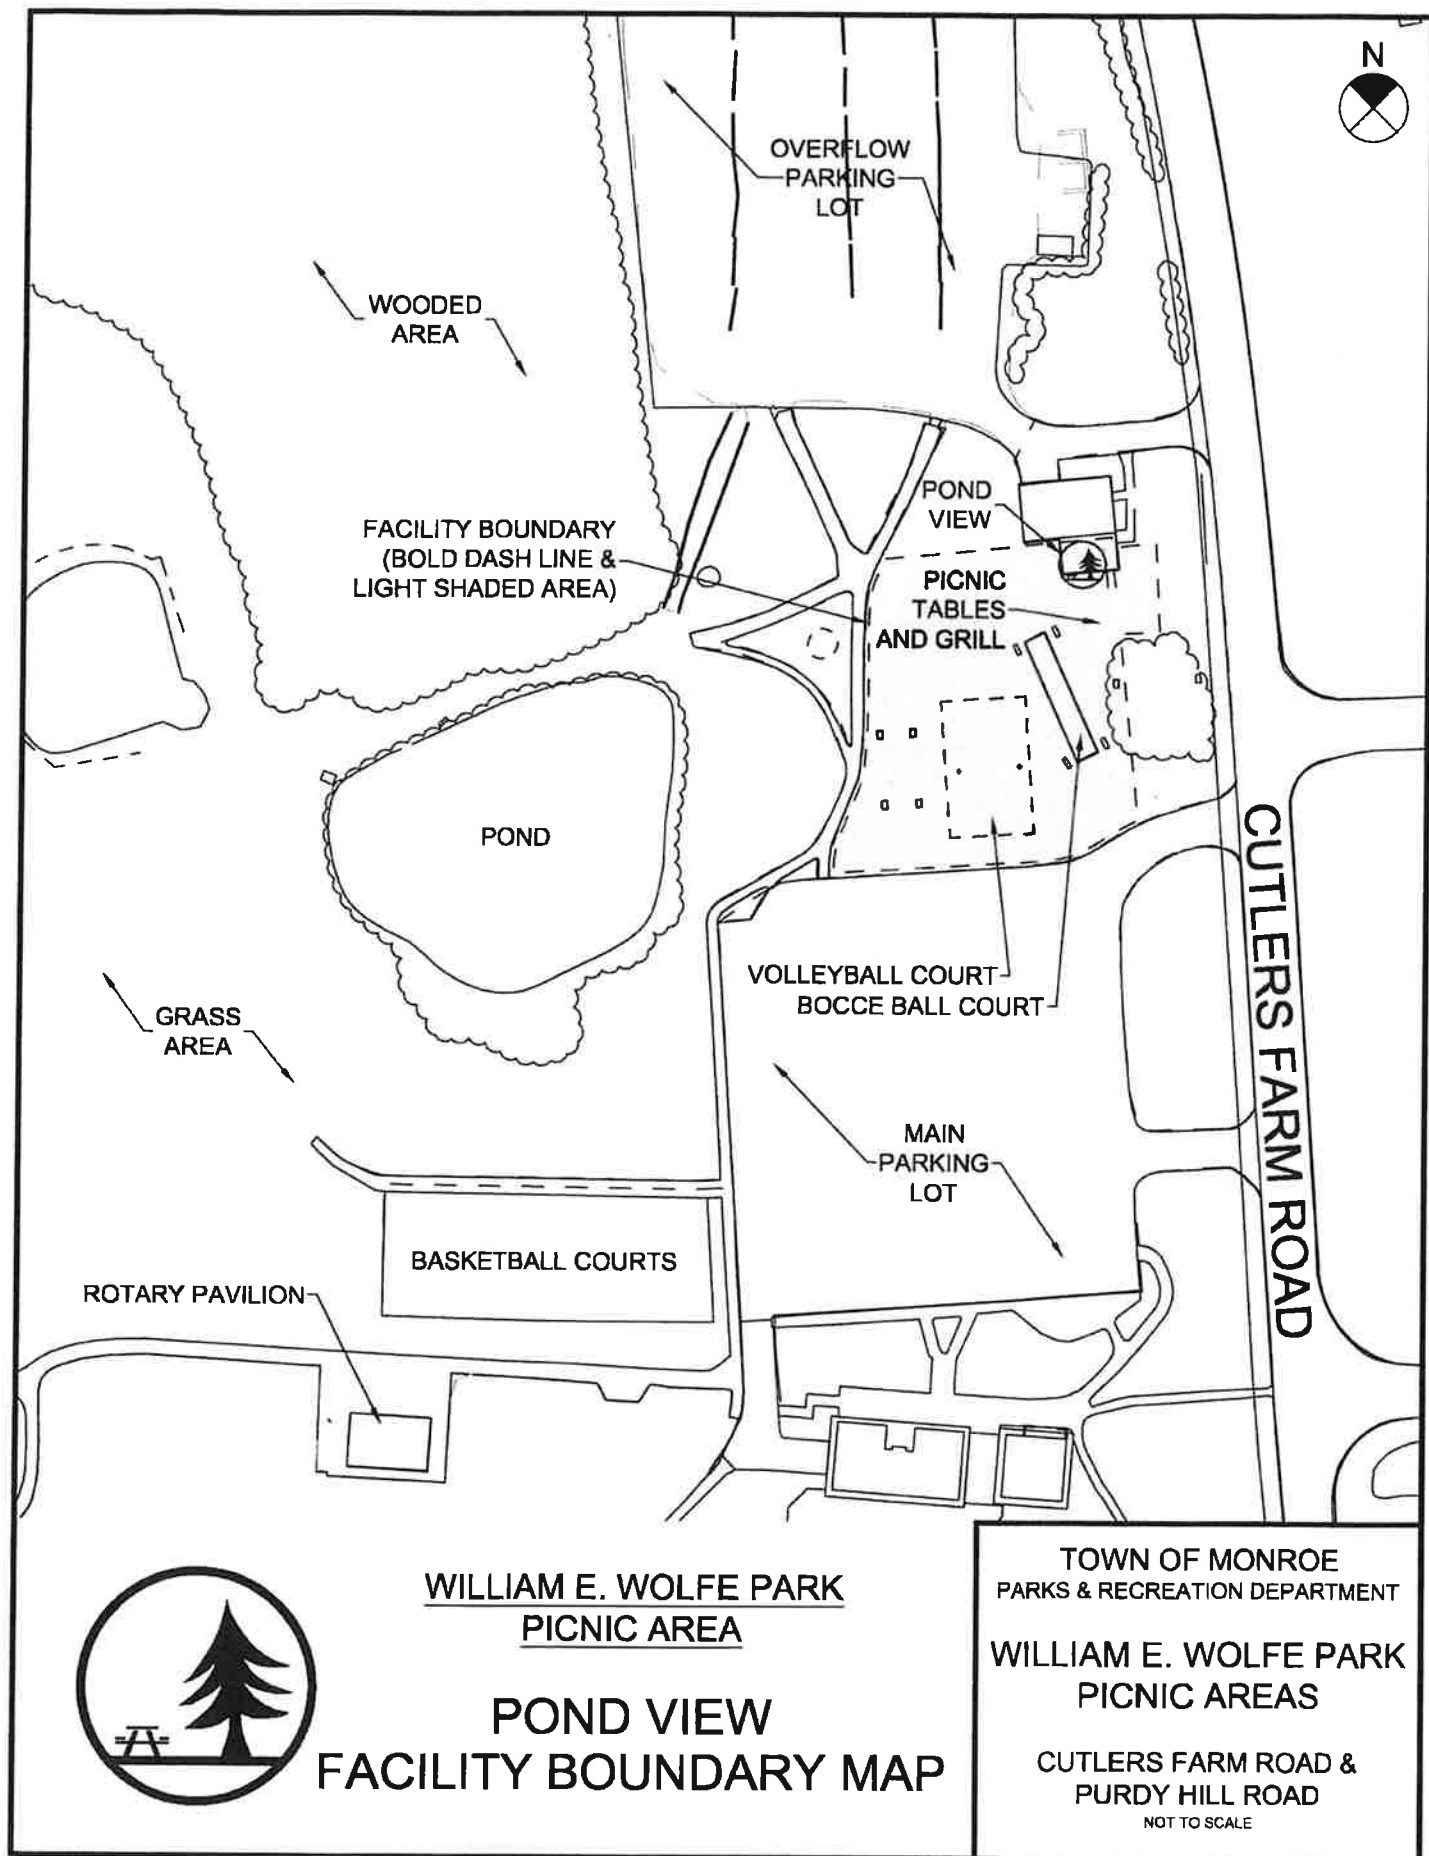 N
OVERFLOW
PARKING
LOT
WOODED
AREA
POND
VIEW
FACILITY BOUNDARY
(BOLD DASH LINE &
LIGHT SHADED AREA)
PICNIC
TABLES
AND GRILL
POND
CUTLERS FARM ROAD
VOLLEYBALL COURT
BOCCE BALL COURT
GRASS
AREA
MAIN
PARKING
LOT
BASKETBALL COURTS
ROTARY PAVILION
WILLIAM E. WOLFE PARK
PICNIC AREA
POND VIEW
FACILITY BOUNDARY MAP
TOWN OF MONROE
PARKS & RECREATION DEPARTMENT
WILLIAM E. WOLFE PARK
PICNIC AREAS
CUTLERS FARM ROAD &
PURDY HILL ROAD
NOT TO SCALE